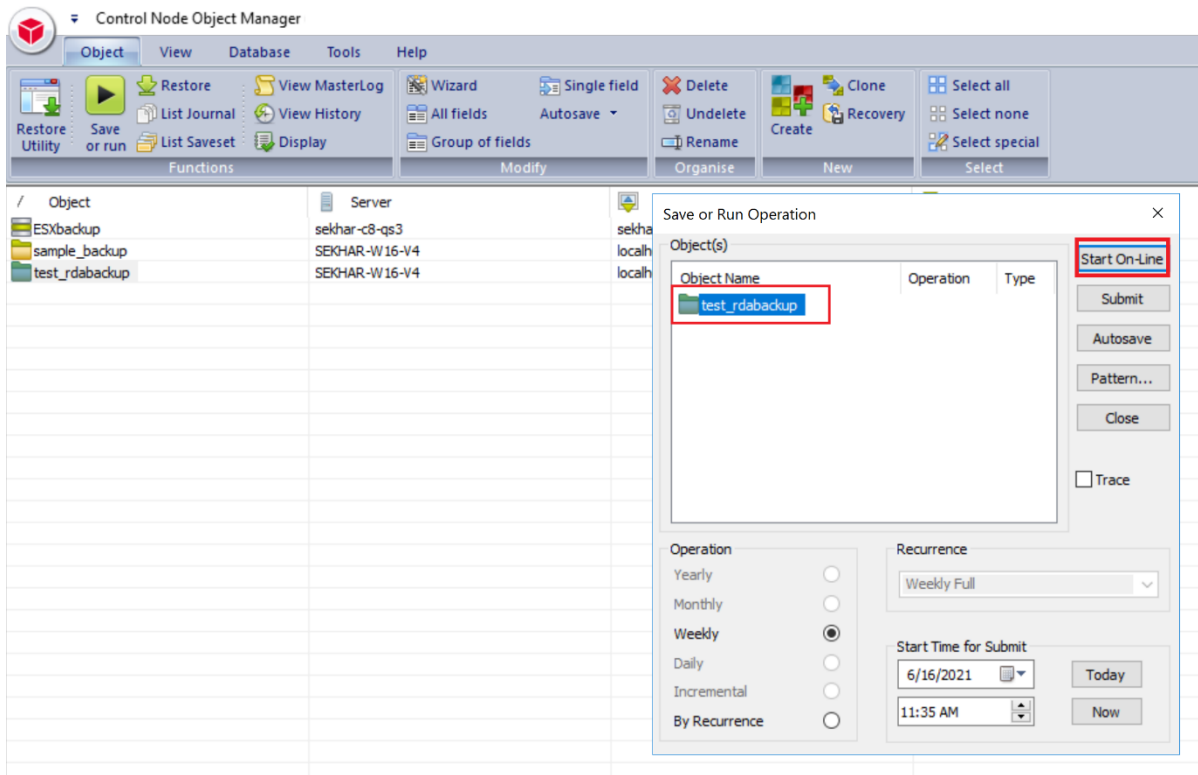 Control Node Object Manager
Object View Database Tools Help
Restore Utility
Save or run
Restore
List Journal
List Saveset
View MasterLog
View History
Display
Functions
Wizard
All fields
Group of fields
Single field
Autosave
Modify
Delete
Undelete
Rename
Organise
Create
Clone
Recovery
New
Select all
Select none
Select special
Select
/ Object Server
ESXbackup sekhar-c8-qs3 sekha
sample_backup SEKHAR-W16-V4 localh
test_rdabackup SEKHAR-W16-V4 localh
Save or Run Operation
Object(s)
Object Name Operation Type
test_rdabackup
Start On-Line
Submit
Autosave
Pattern...
Close
Trace
Operation
Yearly
Monthly
Weekly
Daily
Incremental
By Recurrence
Recurrence
Weekly Full
Start Time for Submit
6/16/2021 Today
11:35 AM Now